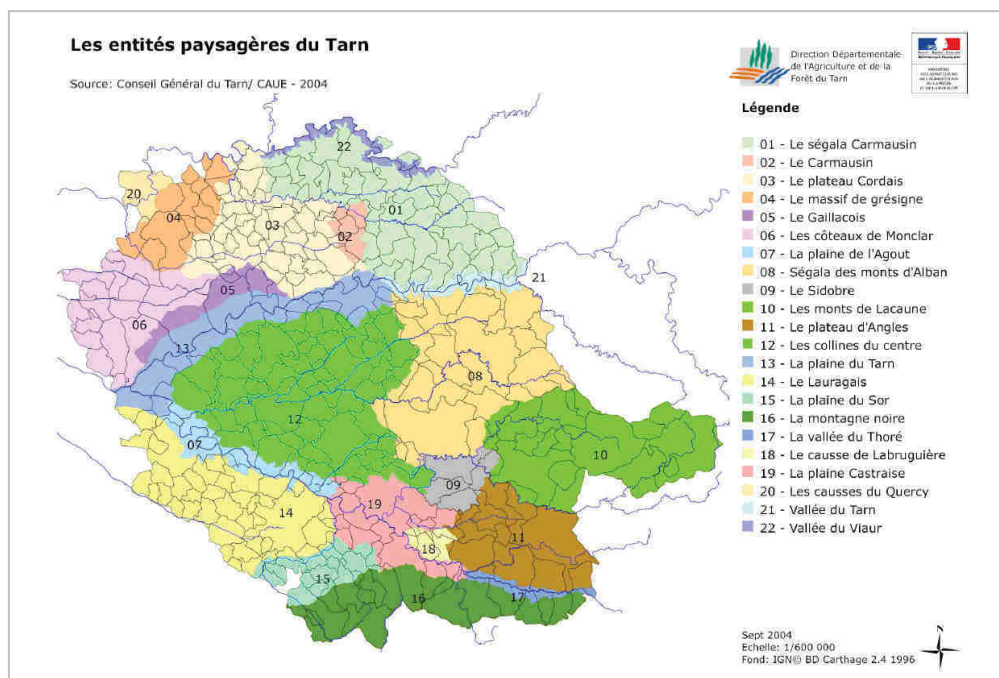 Les entités paysagères du Tarn
Source: Conseil Général du Tarn/ CAUE - 2004
Direction Départementale
de l'Agriculture et de la
Forêt du Tarn
Légende
01 - Le ségala Carmausin
02 - Le Carmausin
03 - Le plateau Cordais
04 - Le massif de grésigne
05 - Le Gaillacois
06 - Les côteaux de Monclar
07 - La plaine de l'Agout
08 - Ségala des monts d'Alban
09 - Le Sidobre
10 - Les monts de Lacaune
11 - Le plateau d'Angles
12 - Les collines du centre
13 - La plaine du Tarn
14 - Le Lauragais
15 - La plaine du Sor
16 - La montagne noire
17 - La vallée du Thoré
18 - Le causse de Labruguière
19 - La plaine Castraise
20 - Les causses du Quercy
21 - Vallée du Tarn
22 - Vallée du Viaur
22
20
04
03
01
02
21
05
06
13
08
12
07
10
09
19
14
11
18
15
16
17
Sept 2004
Echelle: 1/600 000
Fond: IGN© BD Carthage 2.4 1996
N